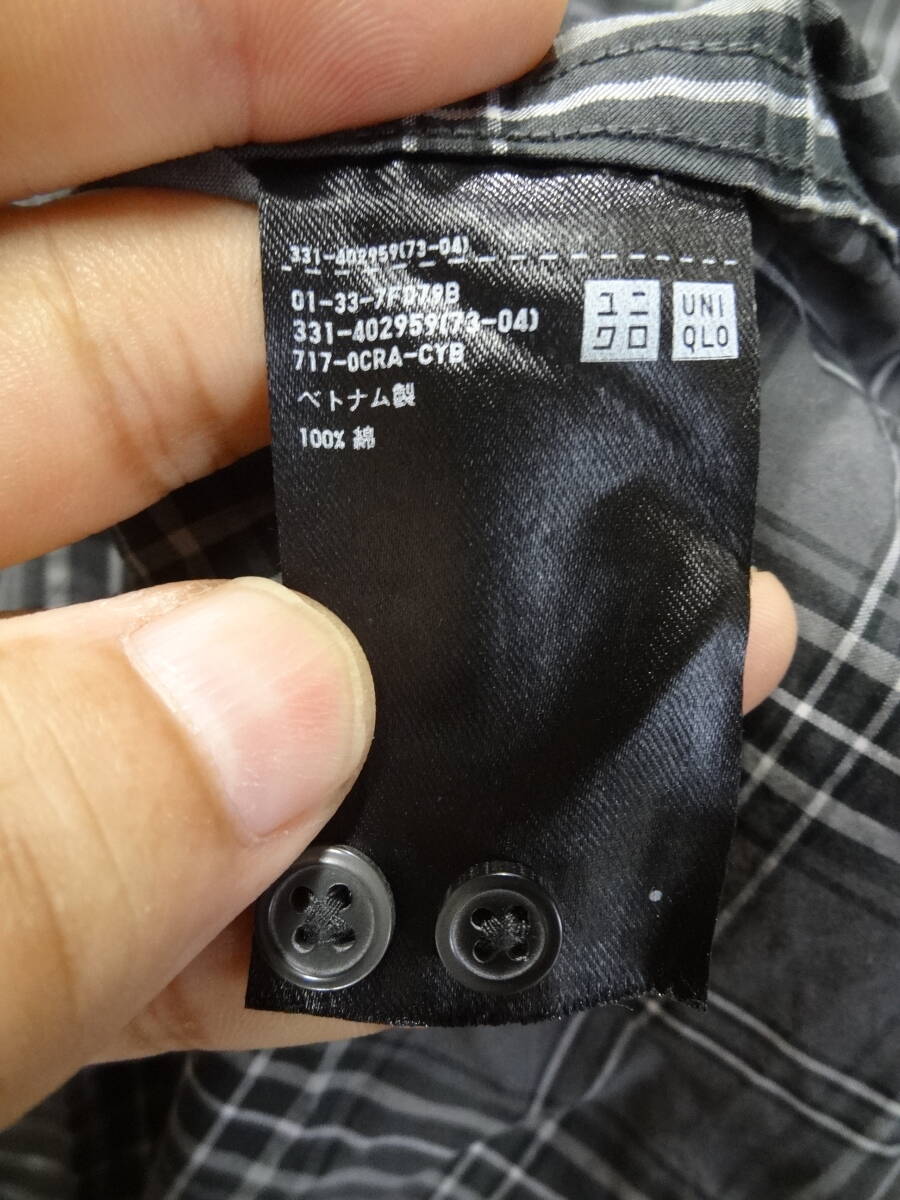 331-402959(73-04)
01-33-7F079B
331-402959(73-04)
717-0CRA-CYB
ベトナム製
100% 綿
ユニ
クロ
UNI
QLO